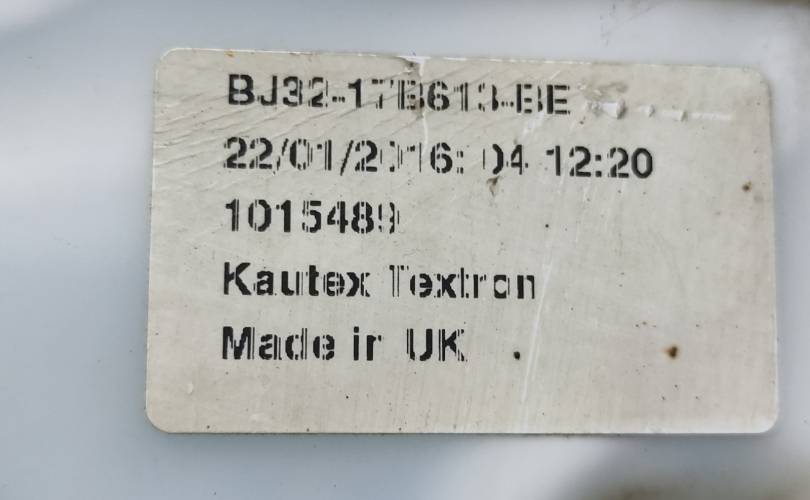 BJ32-17B613-BE
22/01/2016: 04 12:20
1015489
Kautex Textron
Made in UK